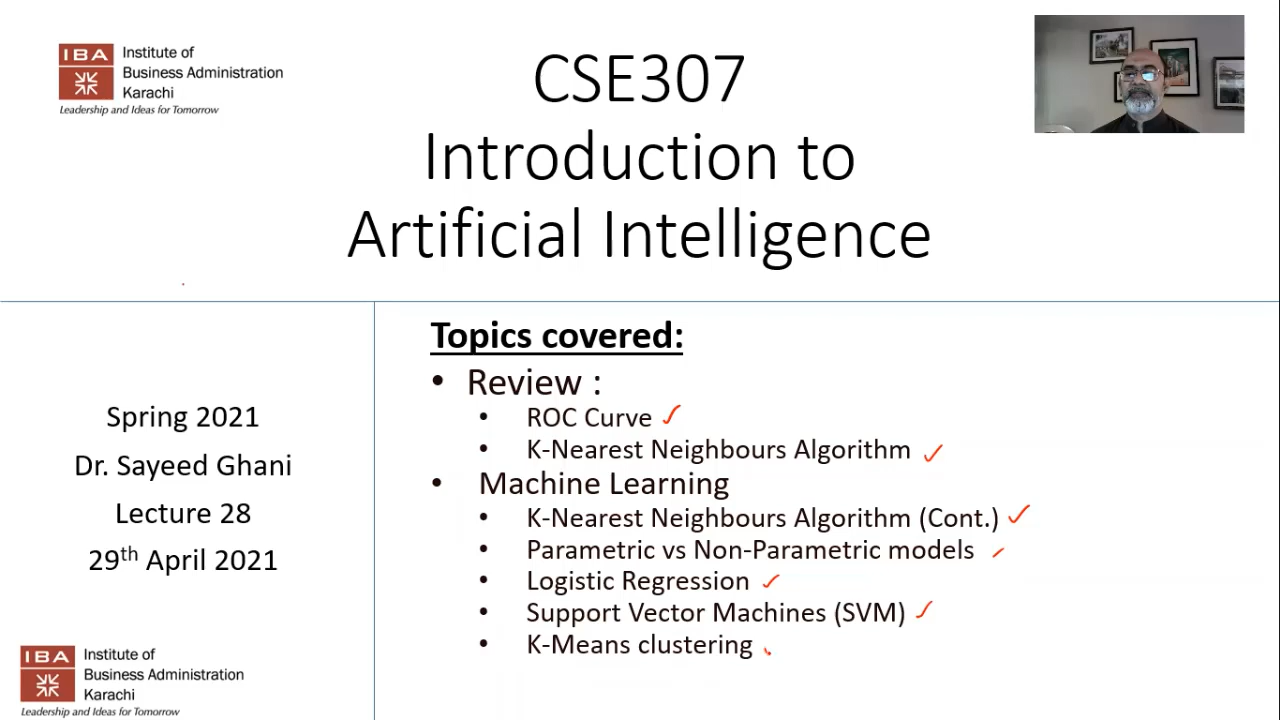 IBA
Institute of
Business Administration
Karachi
Leadership and Ideas for Tomorrow
CSE307
Introduction to
Artificial Intelligence
Spring 2021
Dr. Sayeed Ghani
Lecture 28
29th April 2021
Topics covered:
• Review :
• ROC Curve
• K-Nearest Neighbours Algorithm
• Machine Learning
• K-Nearest Neighbours Algorithm (Cont.)
• Parametric vs Non-Parametric models
• Logistic Regression
• Support Vector Machines (SVM)
• K-Means clustering
IBA
Institute of
Business Administration
Karachi
Leadership and Ideas for Tomorrow